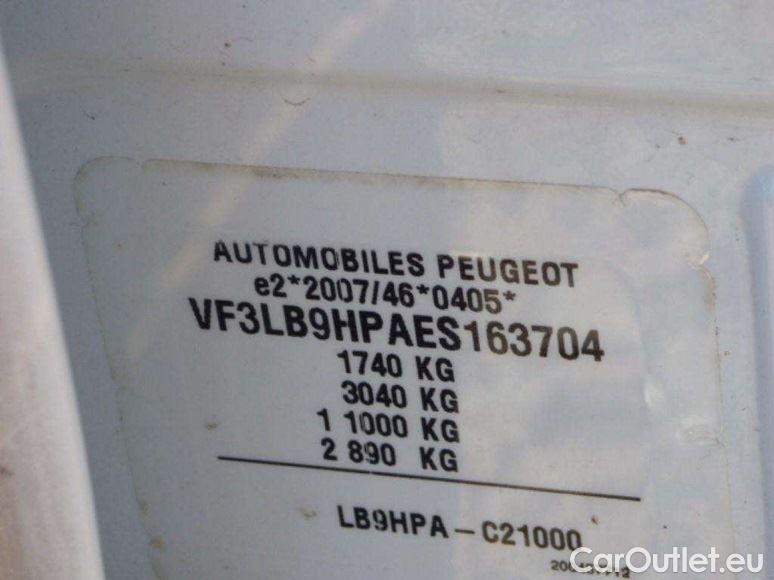 AUTOMOBILES PEUGEOT
e2*2007/46*0405*
VF3LB9HPAES163704
1740 KG
3040 KG
1 1000 KG
2 890 KG
LB9HPA - C21000
CarOutlet.eu